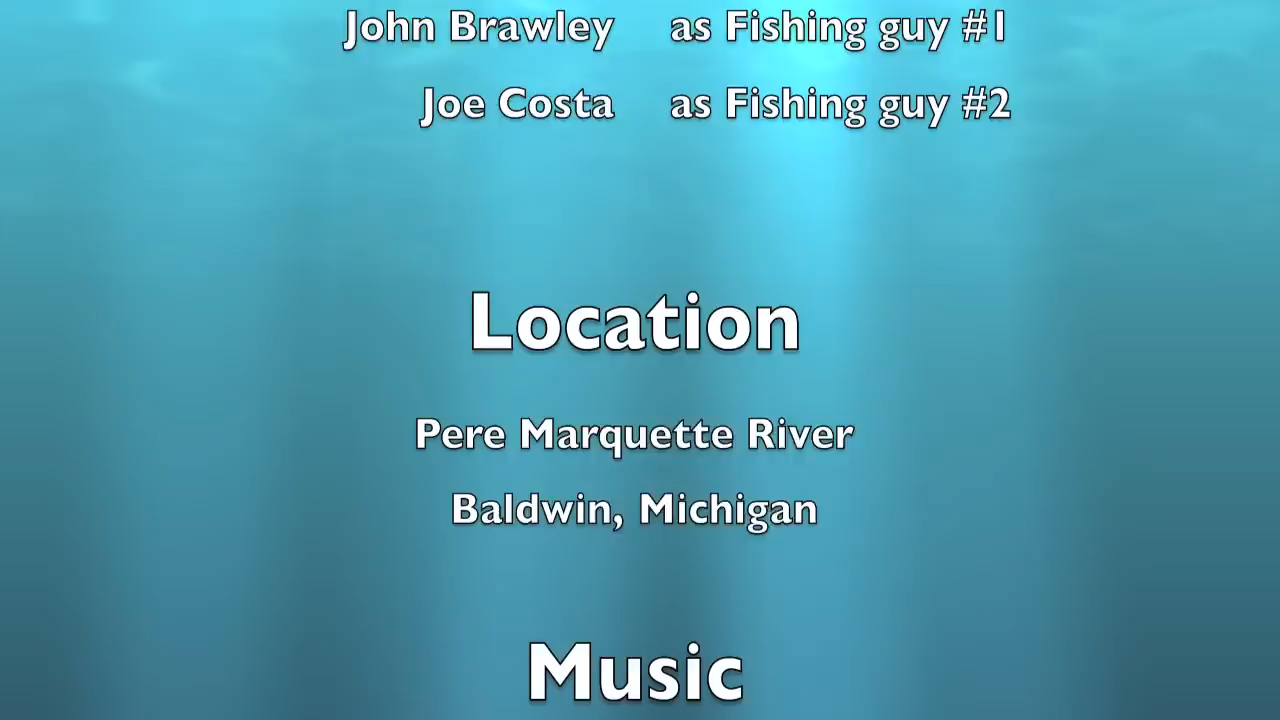 John Brawley as Fishing guy #1
Joe Costa as Fishing guy #2
Location
Pere Marquette River
Baldwin, Michigan
Music